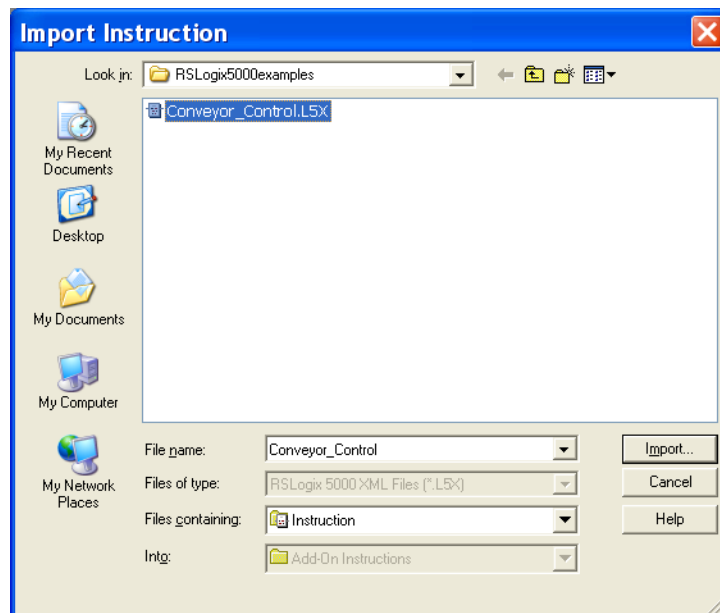 Import Instruction
Look in: RSLogix5000examples
Conveyor_Control.L5X
My Recent
Documents
Desktop
My Documents
My Computer
My Network
Places
File name: Conveyor_Control Import...
Files of type: RSLogix 5000 XML Files (*.L5X) Cancel
Files containing: Instruction Help
Into: Add-On Instructions